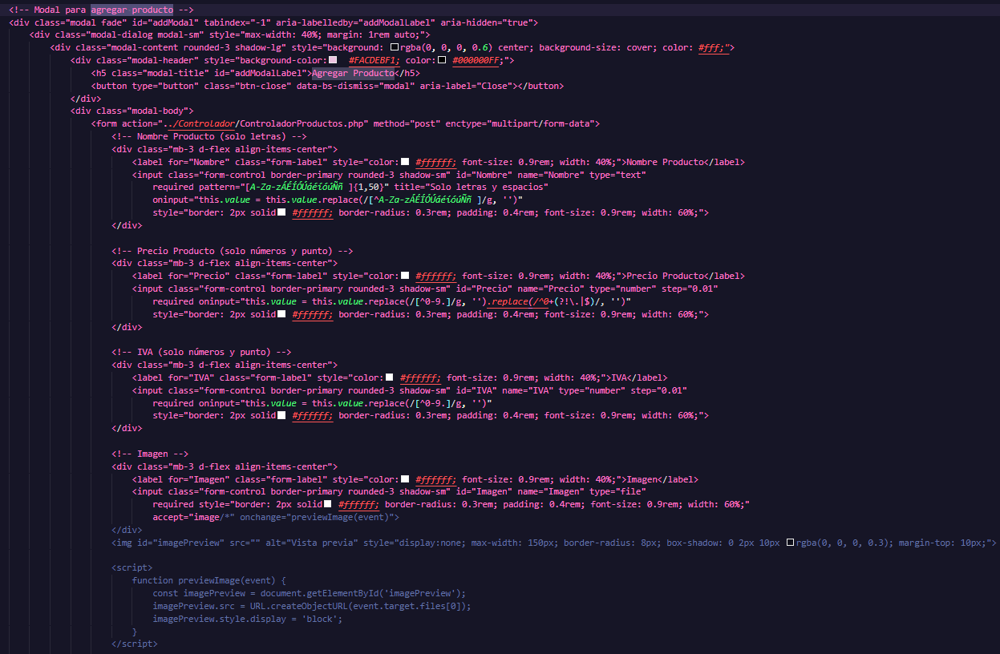 <!-- Modal para agregar producto -->
<div class="modal fade" id="addModal" tabindex="-1" aria-labelledby="addModalLabel" aria-hidden="true">
<div class="modal-dialog modal-sm" style="max-width: 40%; margin: 1rem auto;">
<div class="modal-content rounded-3 shadow-lg" style="background: rgba(0, 0, 0, 0.6) center; background-size: cover; color: #fff;">
<div class="modal-header" style="background-color: #FACDEBF1; color: #000000FF;">
<h5 class="modal-title" id="addModalLabel">Agregar Producto</h5>
<button type="button" class="btn-close" data-bs-dismiss="modal" aria-label="Close"></button>
</div>
<div class="modal-body">
<form action="../Controlador/ControladorProductos.php" method="post" enctype="multipart/form-data">
<!-- Nombre Producto (solo letras) -->
<div class="mb-3 d-flex align-items-center">
<label for="Nombre" class="form-label" style="color: #ffffff; font-size: 0.9rem; width: 40%;">Nombre Producto</label>
<input class="form-control border-primary rounded-3 shadow-sm" id="Nombre" name="Nombre" type="text"
required pattern="[A-Za-zÁÉÍÓÚáéíóúÑñ ]{1,50}" title="Solo letras y espacios"
oninput="this.value = this.value.replace(/[^A-Za-zÁÉÍÓÚáéíóúÑñ ]/g, '')"
style="border: 2px solid #ffffff; border-radius: 0.3rem; padding: 0.4rem; font-size: 0.9rem; width: 60%;">
</div>
<!-- Precio Producto (solo números y punto) -->
<div class="mb-3 d-flex align-items-center">
<label for="Precio" class="form-label" style="color: #ffffff; font-size: 0.9rem; width: 40%;">Precio Producto</label>
<input class="form-control border-primary rounded-3 shadow-sm" id="Precio" name="Precio" type="number" step="0.01"
required oninput="this.value = this.value.replace(/[^0-9.]/g, '').replace(/^0+(?!\.|$)/, '')"
style="border: 2px solid #ffffff; border-radius: 0.3rem; padding: 0.4rem; font-size: 0.9rem; width: 60%;">
</div>
<!-- IVA (solo números y punto) -->
<div class="mb-3 d-flex align-items-center">
<label for="IVA" class="form-label" style="color: #ffffff; font-size: 0.9rem; width: 40%;">IVA</label>
<input class="form-control border-primary rounded-3 shadow-sm" id="IVA" name="IVA" type="number" step="0.01"
required oninput="this.value = this.value.replace(/[^0-9.]/g, '')"
style="border: 2px solid #ffffff; border-radius: 0.3rem; padding: 0.4rem; font-size: 0.9rem; width: 60%;">
</div>
<!-- Imagen -->
<div class="mb-3 d-flex align-items-center">
<label for="Imagen" class="form-label" style="color: #ffffff; font-size: 0.9rem; width: 40%;">Imagen</label>
<input class="form-control border-primary rounded-3 shadow-sm" id="Imagen" name="Imagen" type="file"
required style="border: 2px solid #ffffff; border-radius: 0.3rem; padding: 0.4rem; font-size: 0.9rem; width: 60%;"
accept="image/*" onchange="previewImage(event)">
</div>
<img id="imagePreview" src="" alt="Vista previa" style="display:none; max-width: 150px; border-radius: 8px; box-shadow: 0 2px 10px rgba(0, 0, 0, 0.3); margin-top: 10px;">
<script>
function previewImage(event) {
const imagePreview = document.getElementById('imagePreview');
imagePreview.src = URL.createObjectURL(event.target.files[0]);
imagePreview.style.display = 'block';
}
</script>